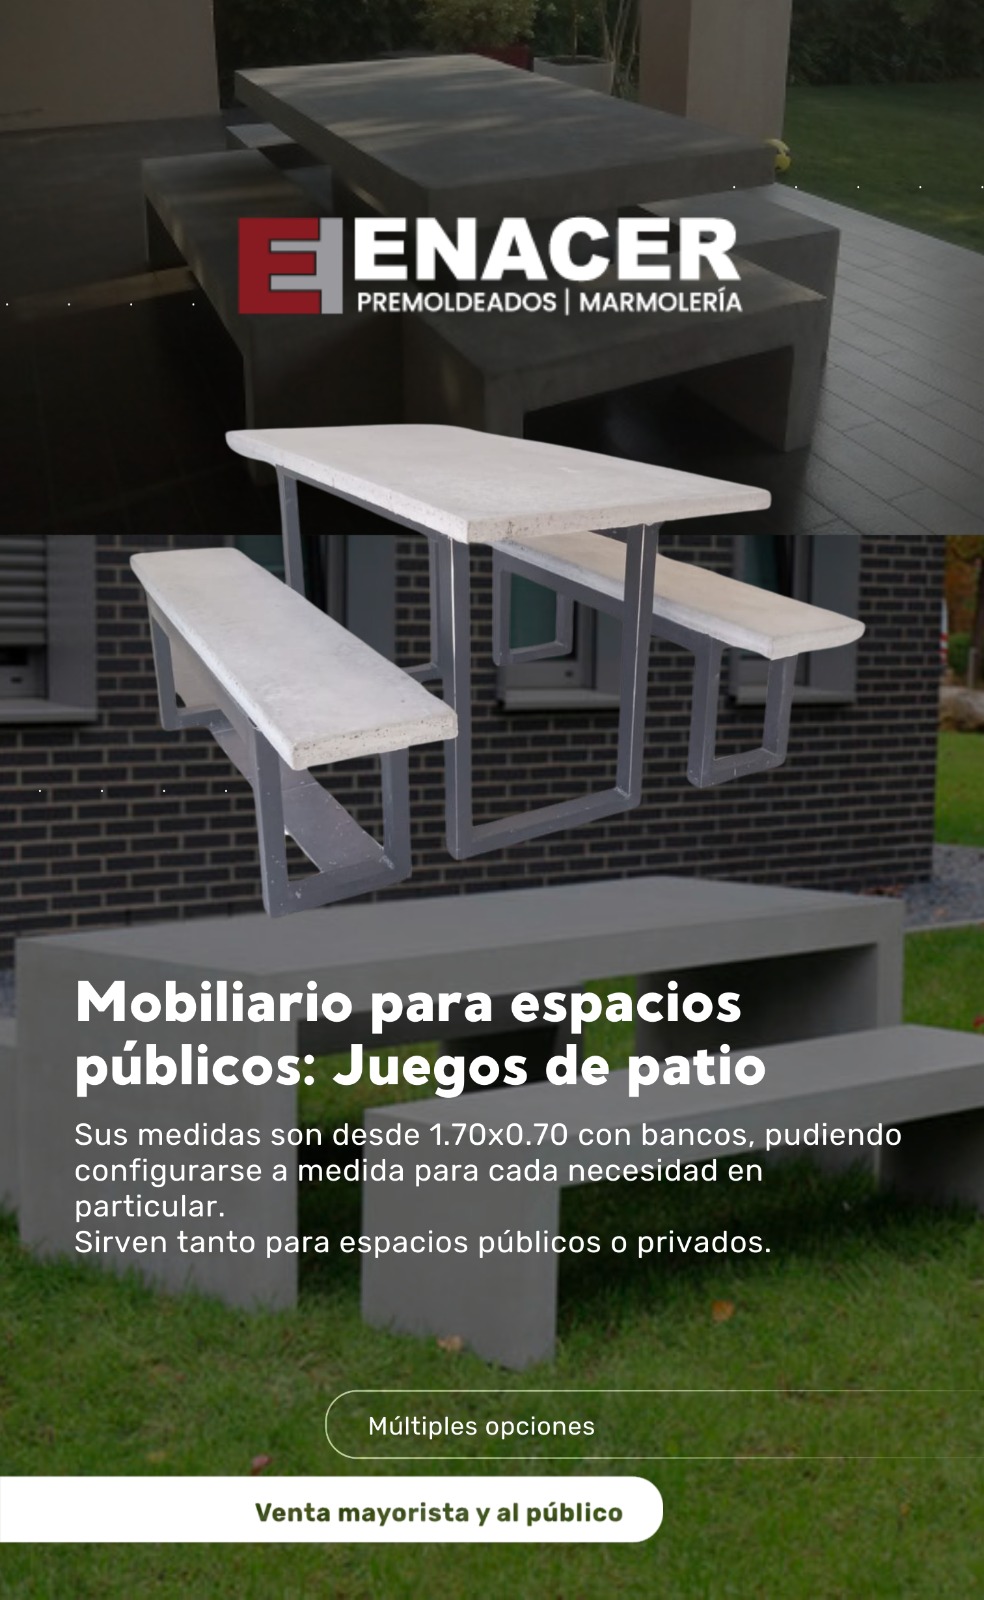 ENACER
PREMOLDEADOS | MARMOLERÍA
Mobiliario para espacios
públicos: Juegos de patio
Sus medidas son desde 1.70x0.70 con bancos, pudiendo
configurarse a medida para cada necesidad en
particular.
Sirven tanto para espacios públicos o privados.
Múltiples opciones
Venta mayorista y al público